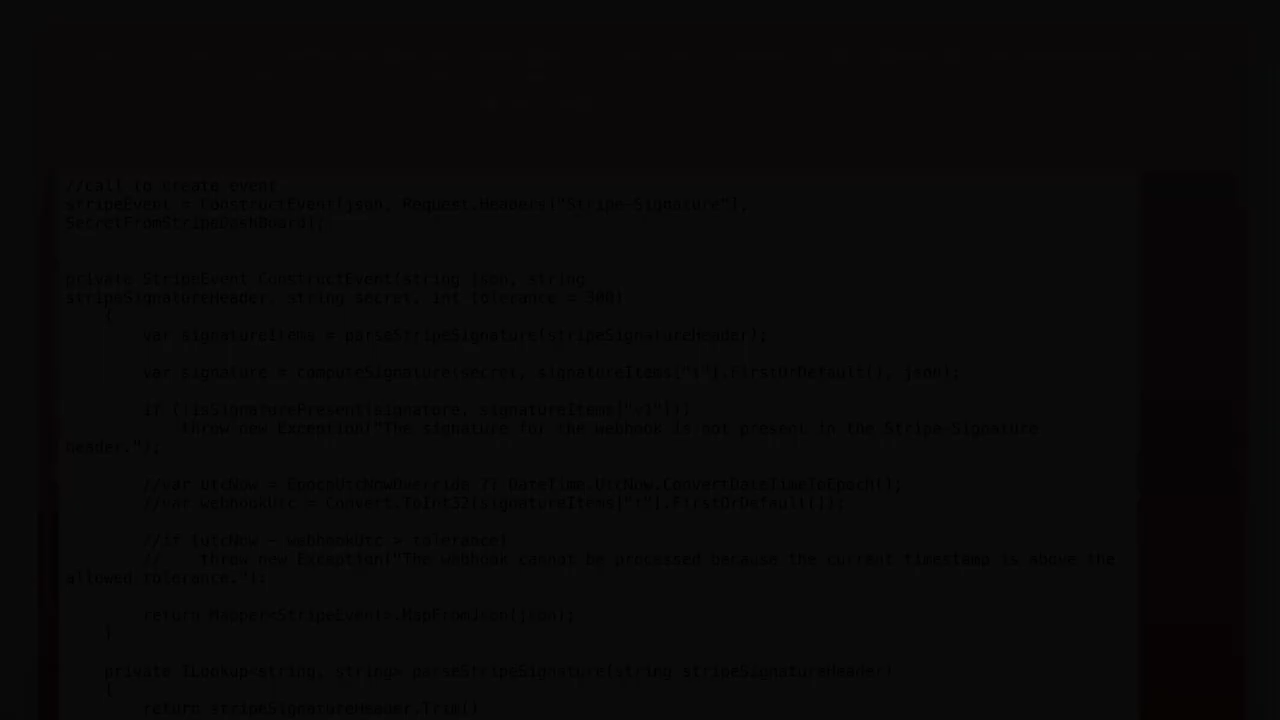 //call to create event
stripeEvent = ConstructEvent(json, Request.Headers["Stripe-Signature"],
SecretFromStripeDashBoard);
private StripeEvent ConstructEvent(string json, string
stripeSignatureHeader, string secret, int tolerance = 300)
{
var signatureItems = parseStripeSignature(stripeSignatureHeader);
var signature = computeSignature(secret, signatureItems["t"].FirstOrDefault(), json);
if (!isSignaturePresent(signature, signatureItems["v1"]))
throw new Exception("The signature for the webhook is not present in the Stripe-Signature
header.");
//var utcNow = EpochUtcNowOverride ?? DateTime.UtcNow.ConvertDateTimeToEpoch();
//var webhookUtc = Convert.ToInt32(signatureItems["t"].FirstOrDefault());
//if (utcNow - webhookUtc > tolerance)
// throw new Exception("The webhook cannot be processed because the current timestamp is above the
allowed tolerance.");
return Mapper<StripeEvent>.MapFromJson(json);
}
private ILookup<string, string> parseStripeSignature(string stripeSignatureHeader)
{
return stripeSignatureHeader.Trim()